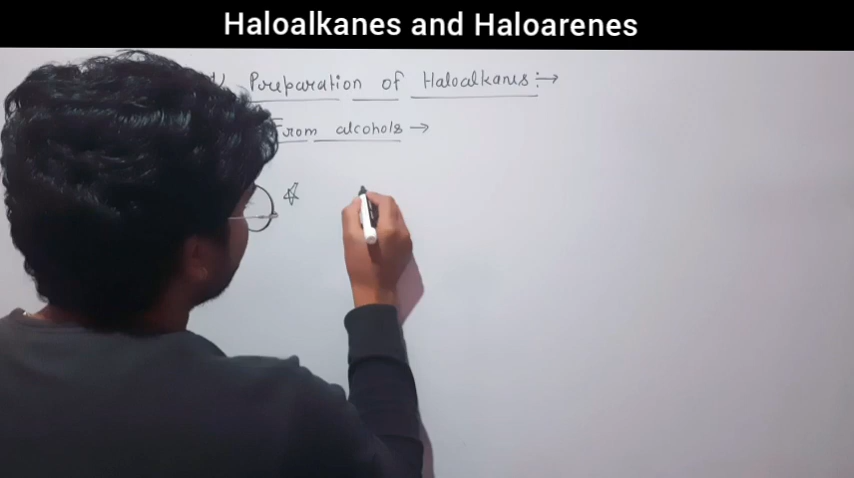 Haloalkanes and Haloarenes
Preparation of Haloalkanes :→
From alcohols →